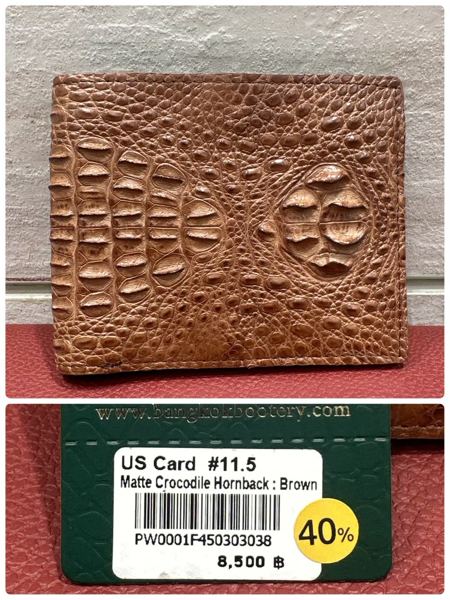 www.bangkokbootery.com
US Card #11.5
Matte Crocodile Hornback : Brown
PW0001F450303038
40%
8,500 ฿